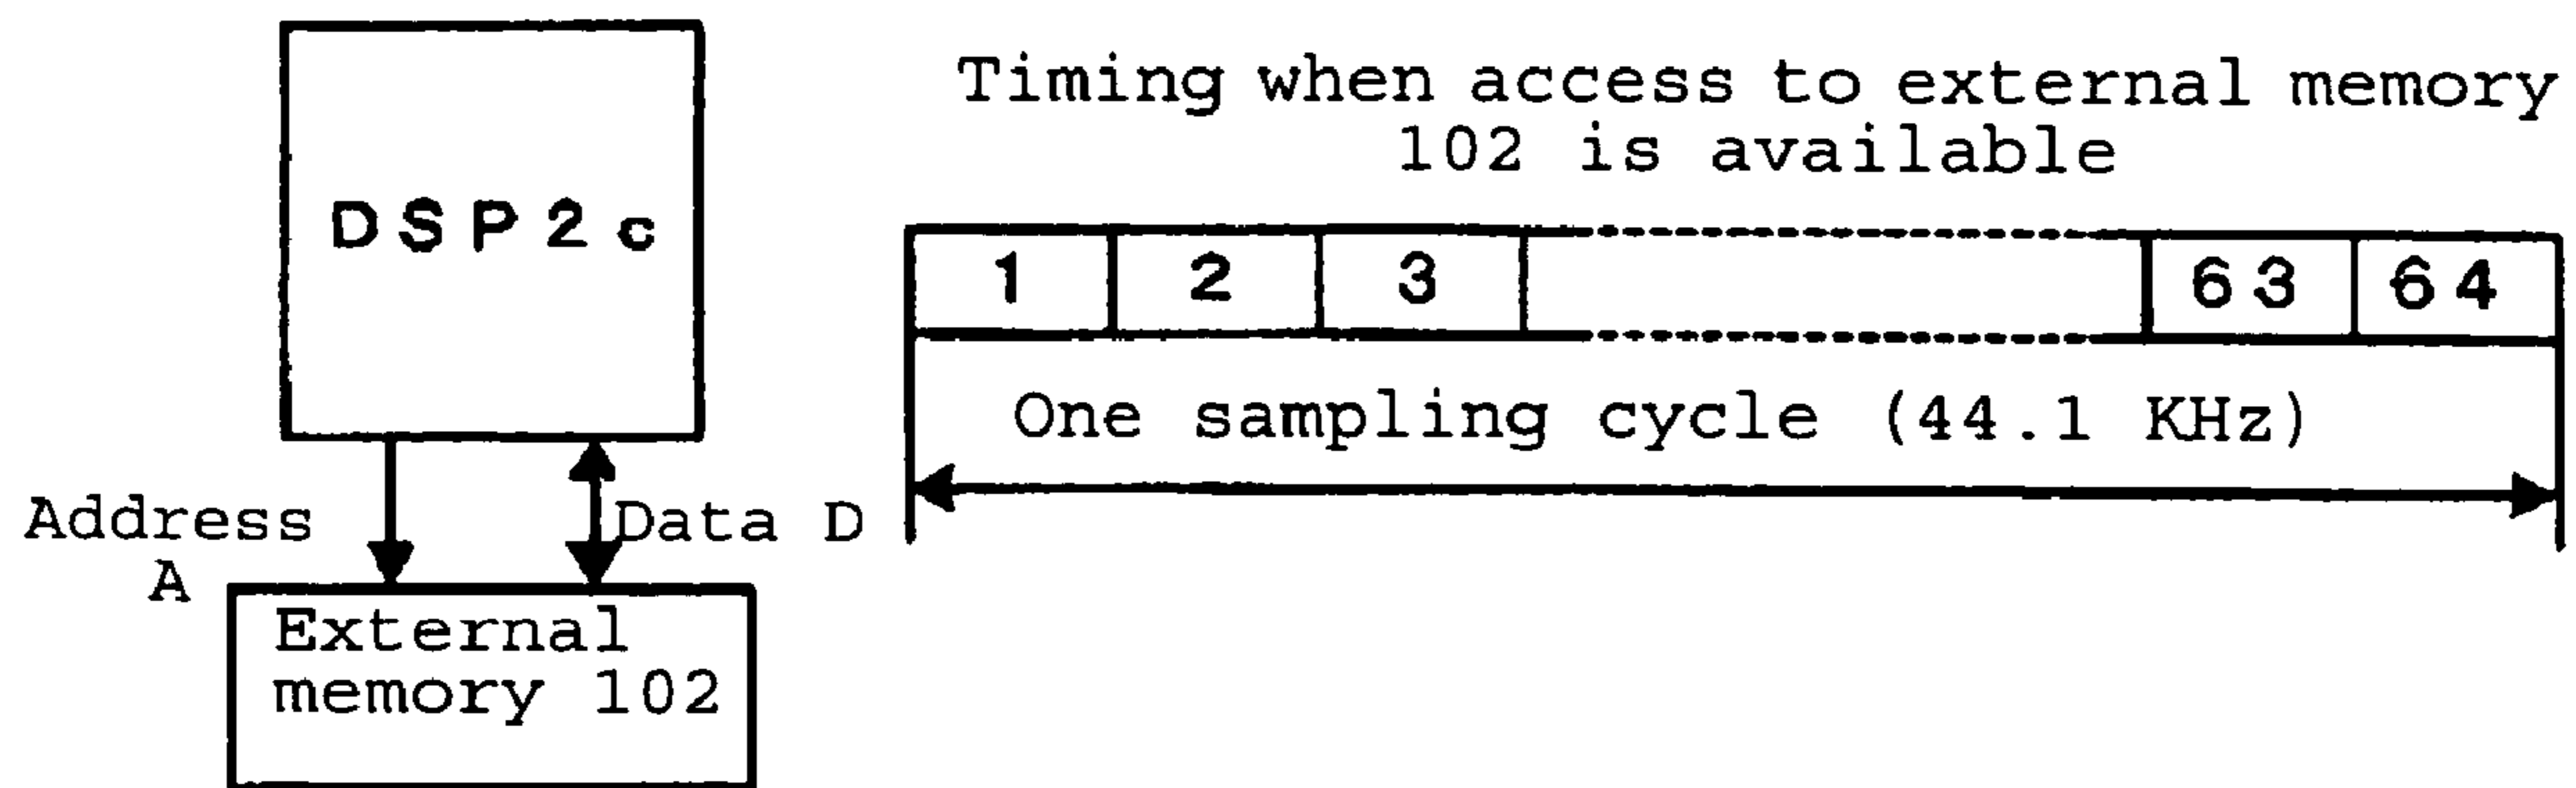 DSP2c
Address
A
Data D
External
memory 102
Timing when access to external memory
102 is available
1 2 3 63 64
One sampling cycle (44.1 KHz)